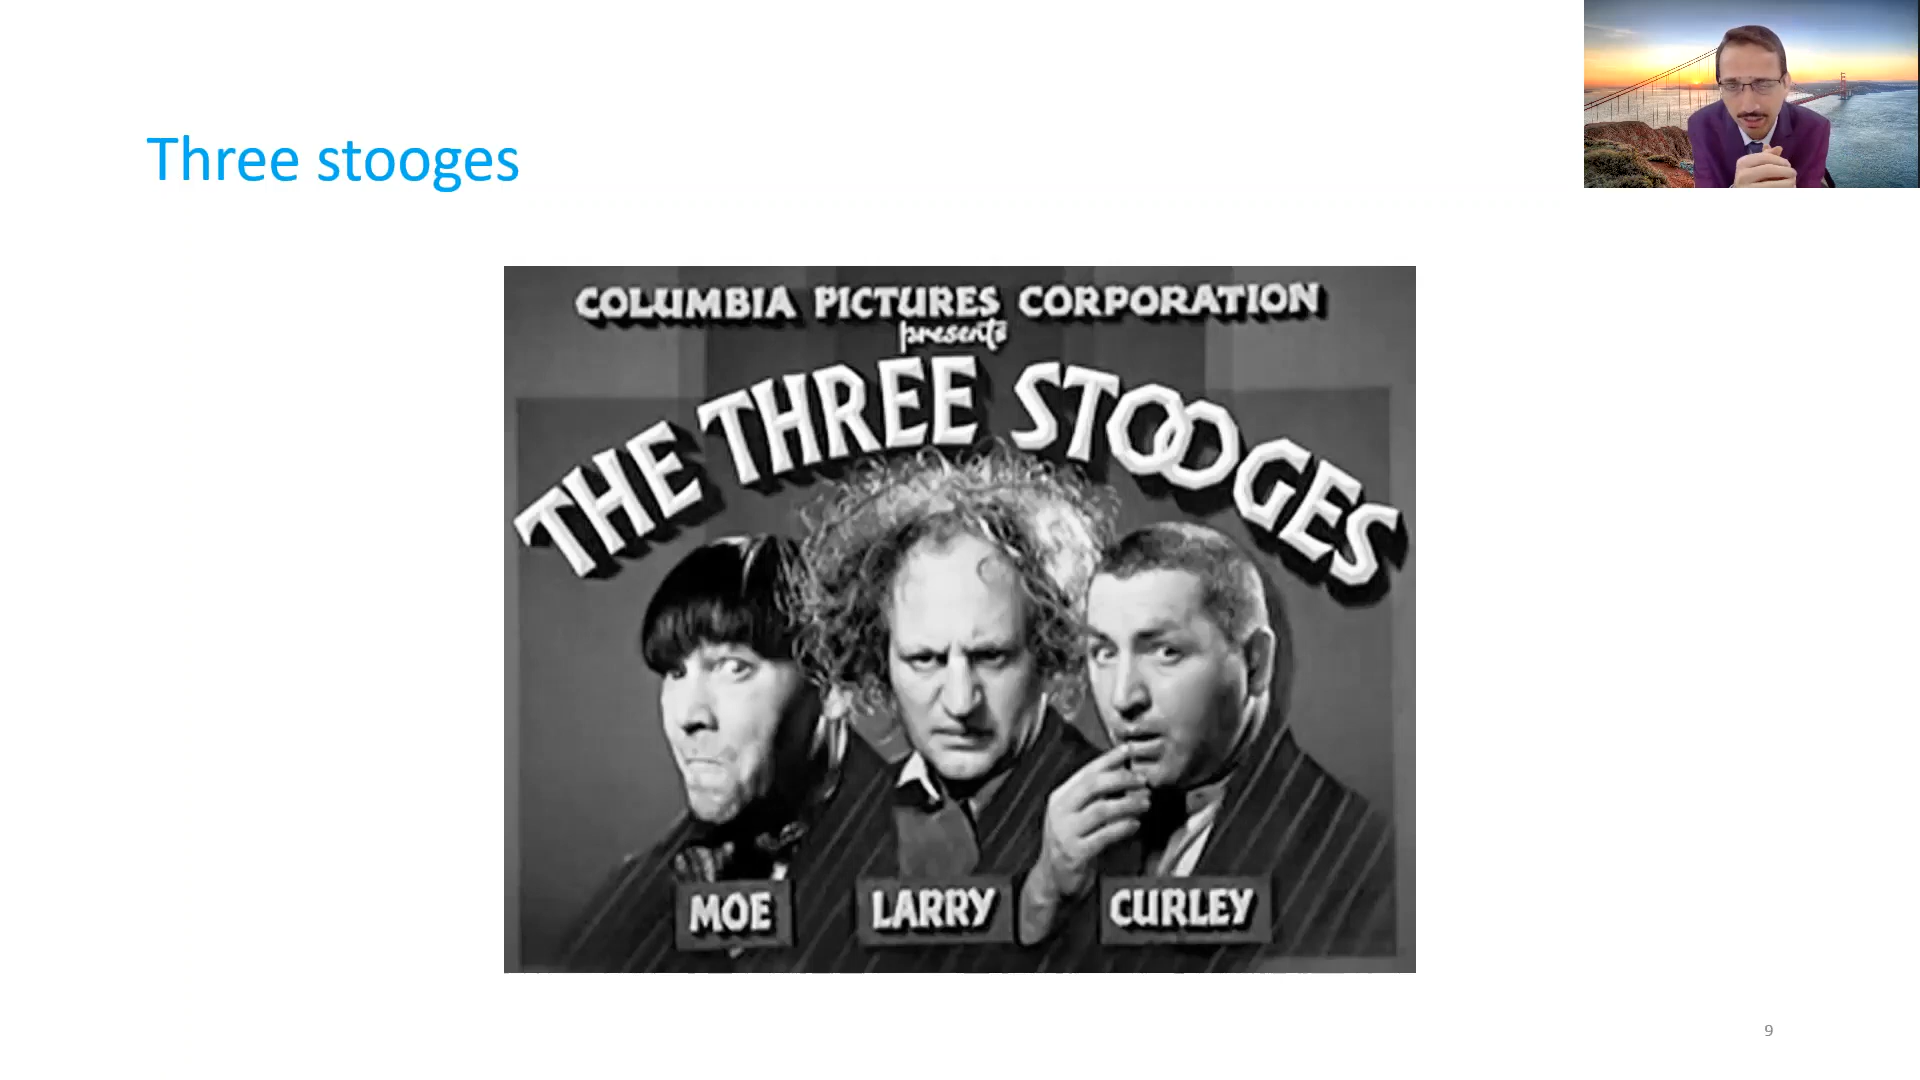 Three stooges
COLUMBIA PICTURES CORPORATION
presents
THE THREE STOOGES
MOE LARRY CURLEY
9